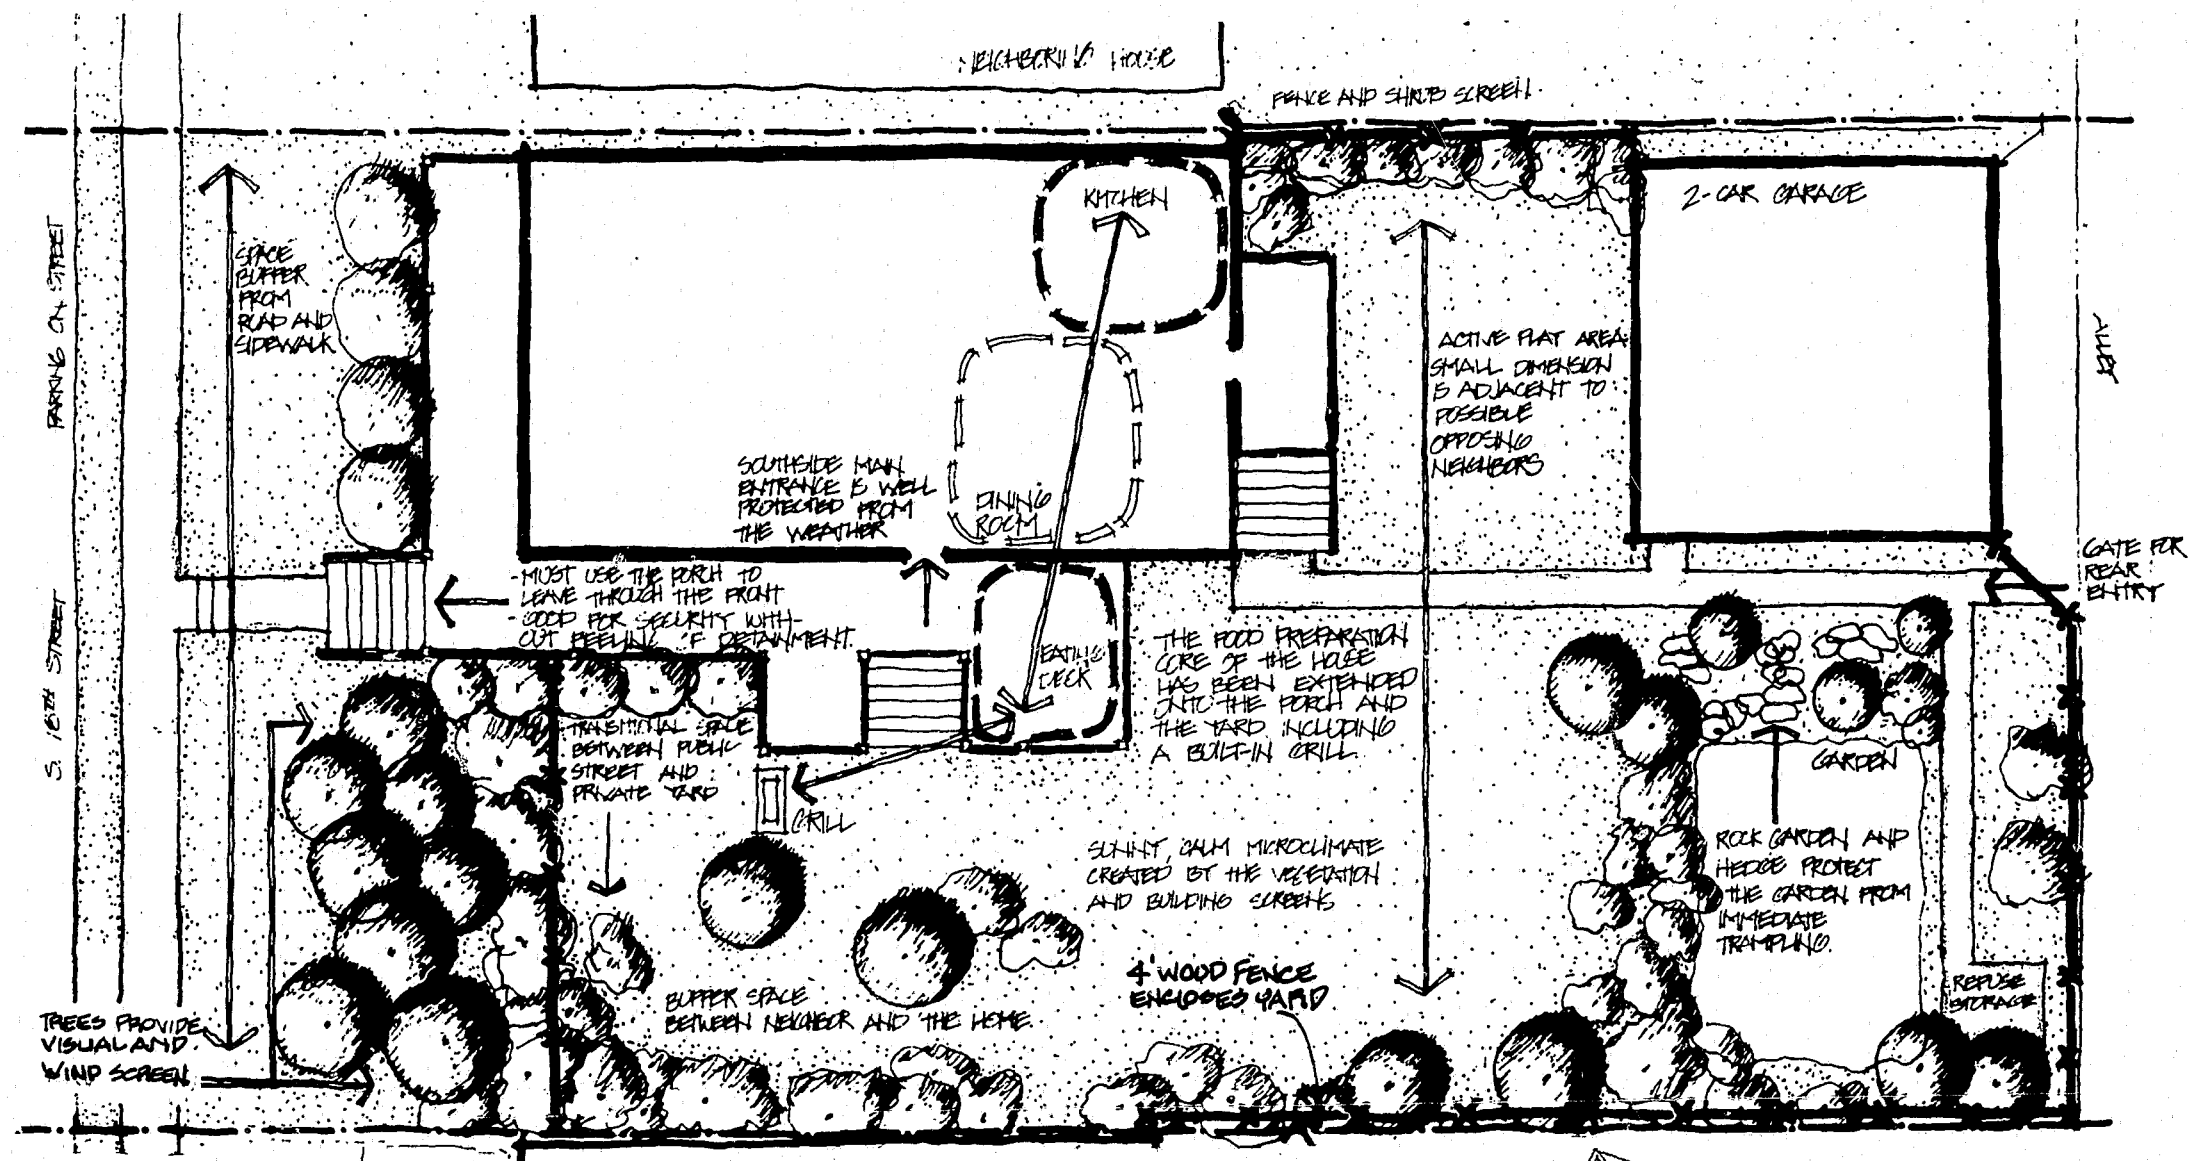 NEIGHBORING HOUSE
FENCE AND SHRUB SCREEN.
KITCHEN
2-CAR GARAGE
PARKING ON STREET
SPACE
BUFFER
FROM
ROAD AND
SIDEWALK
ALLEY
ACTIVE FLAT AREA
SMALL DIMENSION
IS ADJACENT TO
POSSIBLE
OPPOSING
NEIGHBORS
SOUTHSIDE MAIN
ENTRANCE IS WELL
PROTECTED FROM
THE WEATHER
DINING
ROOM
GATE FOR
REAR
ENTRY
-MUST USE THE PORCH TO
LEAVE THROUGH THE FRONT
-GOOD FOR SECURITY WITH-
OUT FEELING OF DETAINMENT.
S. 16TH STREET
EATING
DECK
THE FOOD PREPARATION
CORE OF THE HOUSE
HAS BEEN EXTENDED
ONTO THE PORCH AND
THE YARD INCLUDING
A BUILT-IN GRILL.
TRANSITIONAL SPACE
BETWEEN PUBLIC
STREET AND
PRIVATE YARD
GARDEN
GRILL
SUNNY, CALM MICROCLIMATE
CREATED BY THE VEGETATION
AND BUILDING SCREENS
ROCK GARDEN AND
HEDGE PROTECT
THE GARDEN FROM
IMMEDIATE
TRAMPLING.
4' WOOD FENCE
ENCLOSES YARD
REFUSE
STORAGE
BUFFER SPACE
BETWEEN NEIGHBOR AND THE HOME.
TREES PROVIDE
VISUAL AND
WIND SCREEN